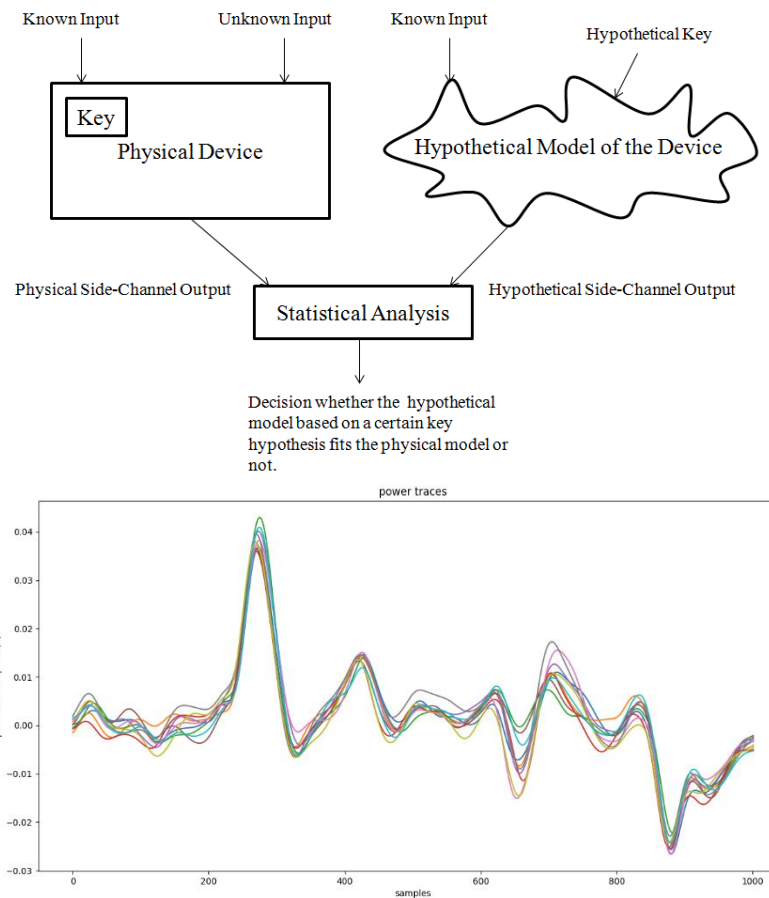 Known Input
Unknown Input
Known Input
Hypothetical Key
Key
Physical Device
Hypothetical Model of the Device
Physical Side-Channel Output
Hypothetical Side-Channel Output
Statistical Analysis
Decision whether the hypothetical
model based on a certain key
hypothesis fits the physical model or
not.
power traces
0.04
0.03
0.02
0.01
0.00
−0.01
−0.02
−0.03
0
200
400
600
800
1000
samples